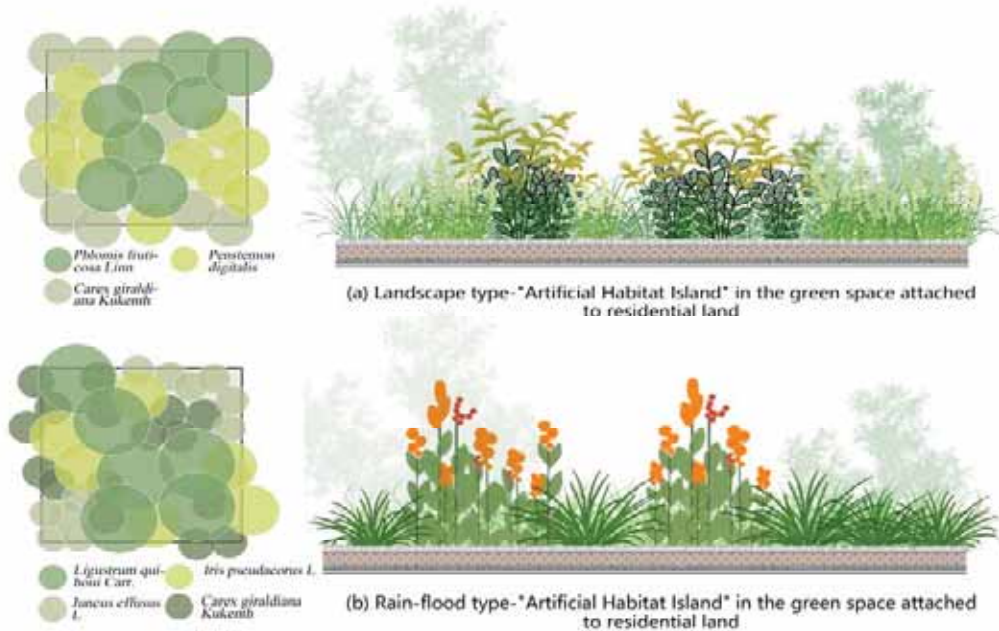 Phlomis fruti-
cosa Linn
Penstemon
digitalis
Carex giraldi-
ana Kukenth
(a) Landscape type-"Artificial Habitat Island" in the green space attached
to residential land
Ligustrum qui-
houi Carr.
Iris pseudacorus L.
Juncus effusus
L.
Carex giraldiana
Kukenth
(b) Rain-flood type-"Artificial Habitat Island" in the green space attached
to residential land